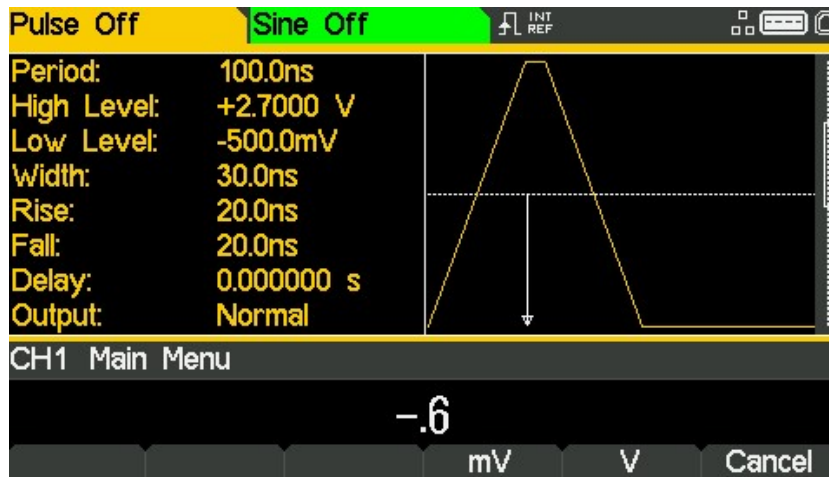 Pulse Off Sine Off INT REF
Period: 100.0ns
High Level: +2.7000 V
Low Level: -500.0mV
Width: 30.0ns
Rise: 20.0ns
Fall: 20.0ns
Delay: 0.000000 s
Output: Normal
CH1 Main Menu
-.6
mV V Cancel